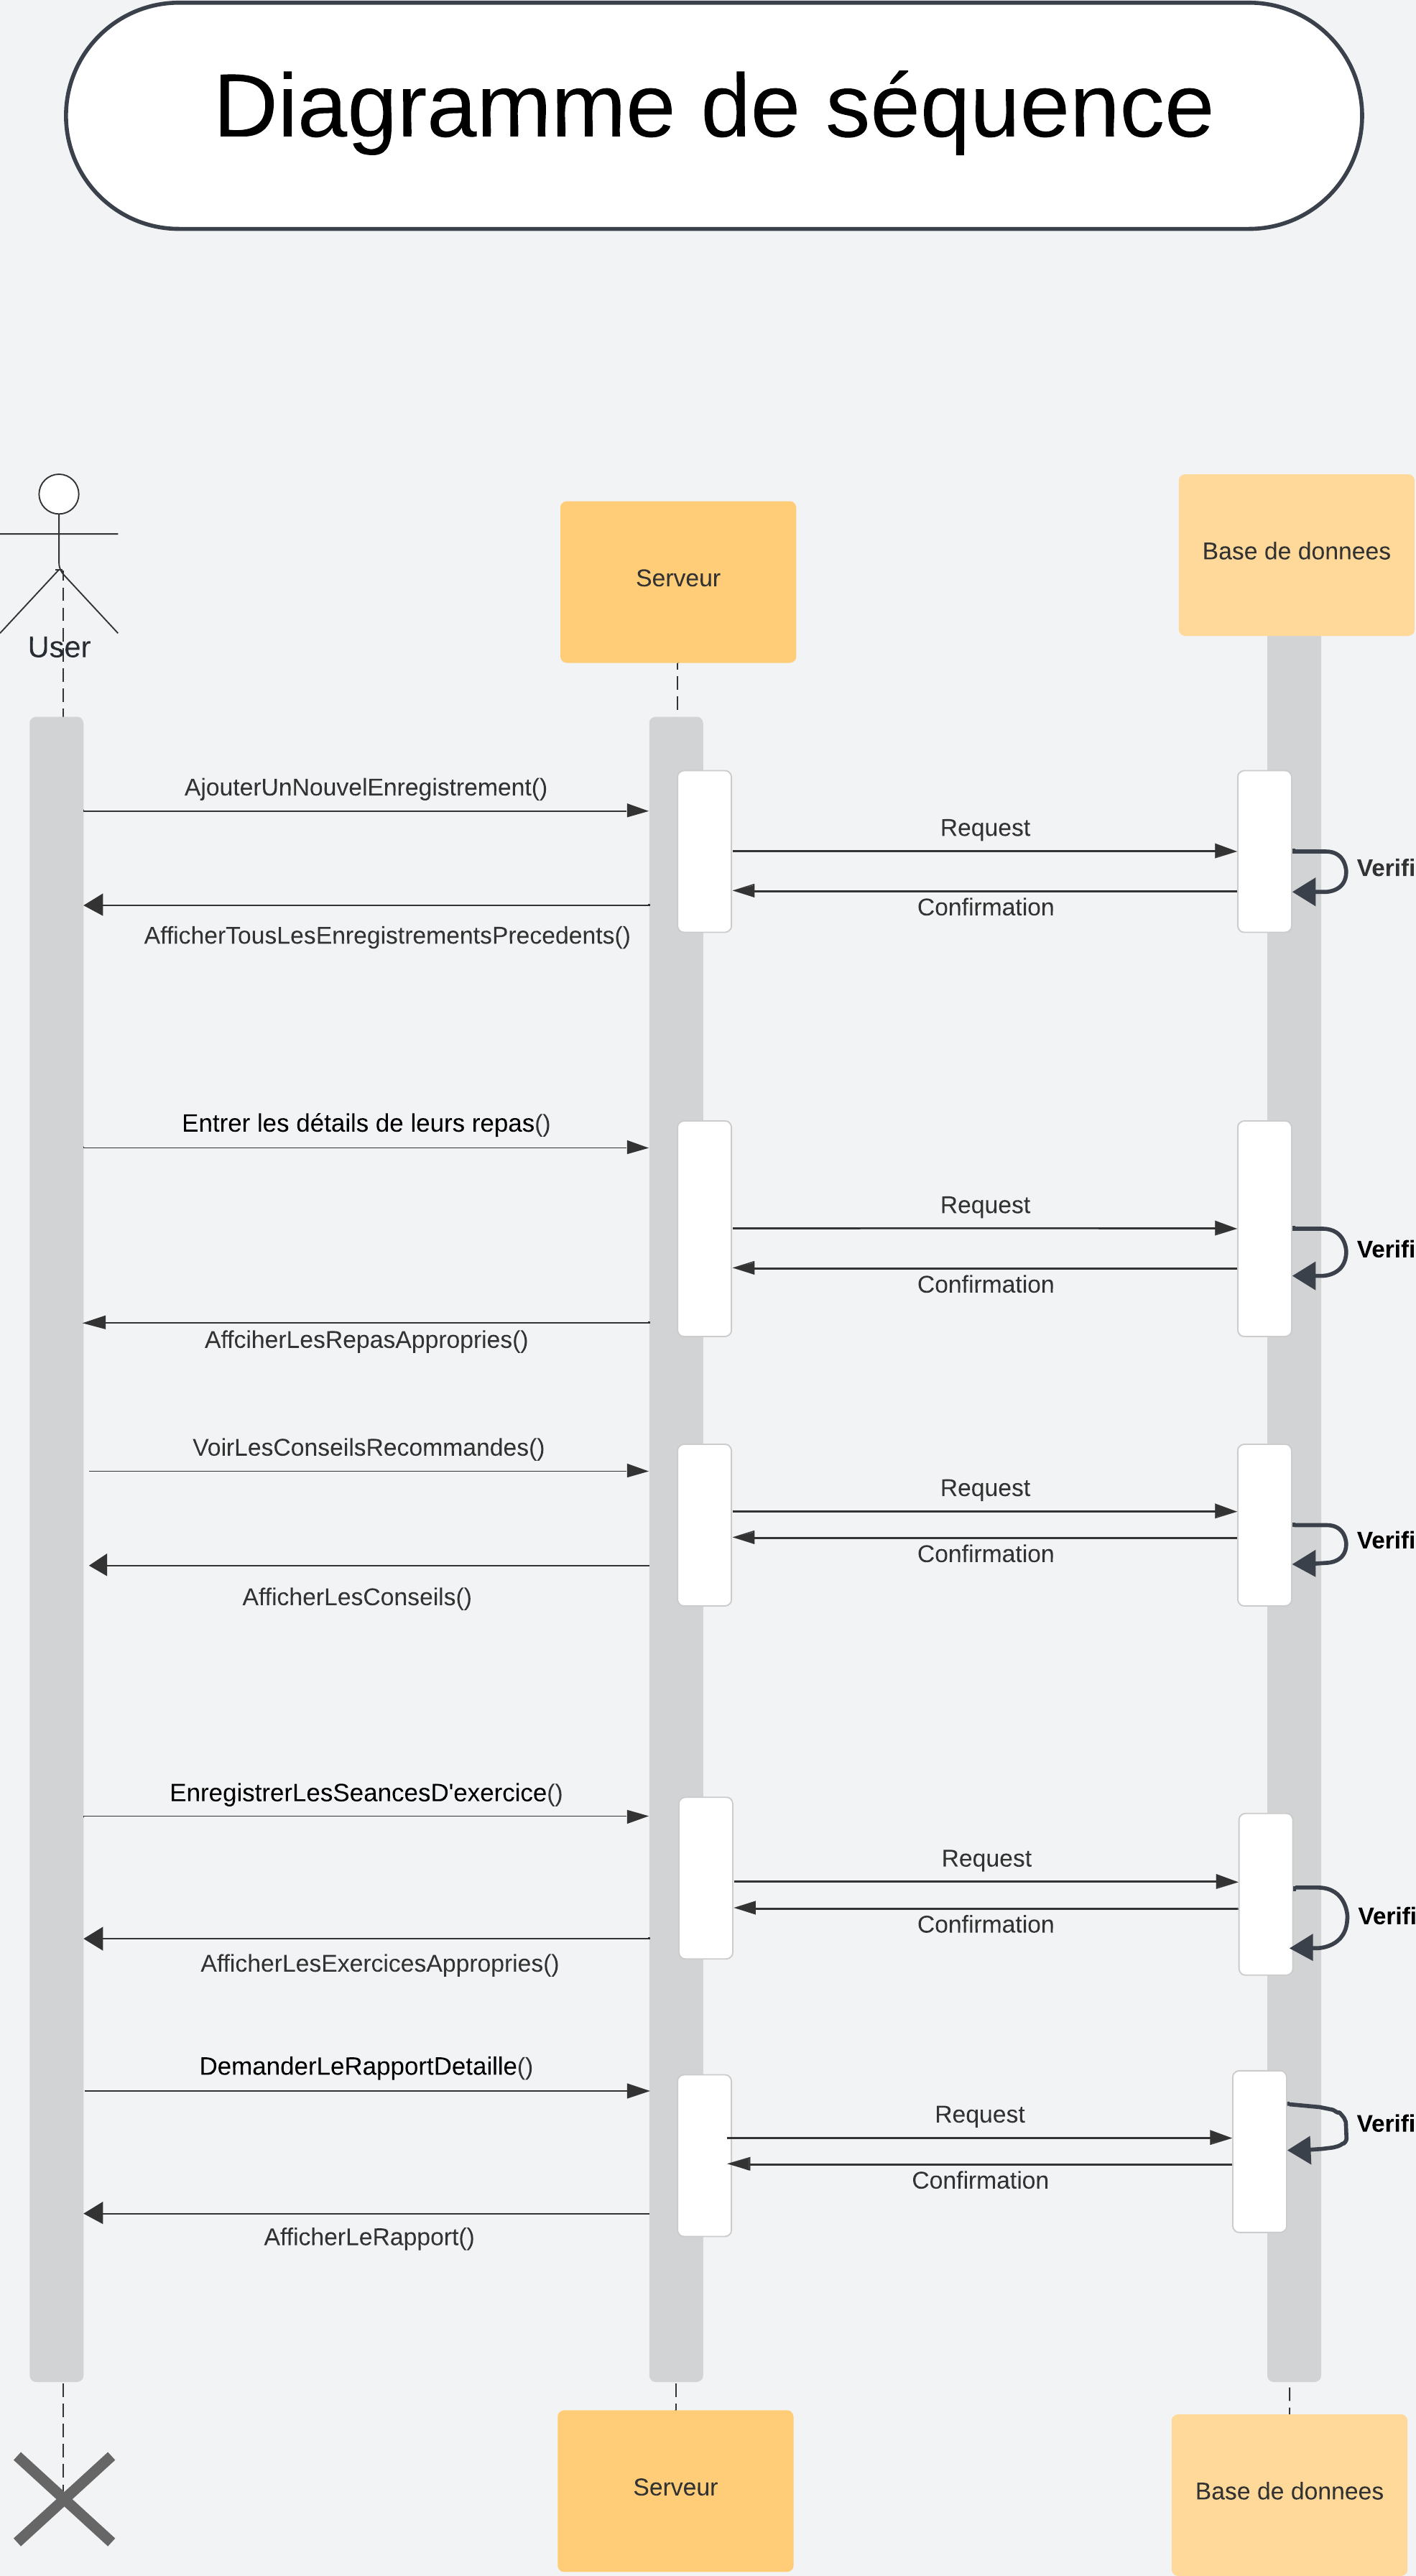 Diagramme de séquence
Base de donnees
Serveur
User
AjouterUnNouvelEnregistrement()
Request
Verifi
Confirmation
AfficherTousLesEnregistrementsPrecedents()
Entrer les détails de leurs repas()
Request
Verifi
Confirmation
AffciherLesRepasAppropries()
VoirLesConseilsRecommandes()
Request
Verifi
Confirmation
AfficherLesConseils()
EnregistrerLesSeancesD'exercice()
Request
Verifi
Confirmation
AfficherLesExercicesAppropries()
DemanderLeRapportDetaille()
Request
Verifi
Confirmation
AfficherLeRapport()
Serveur
Base de donnees